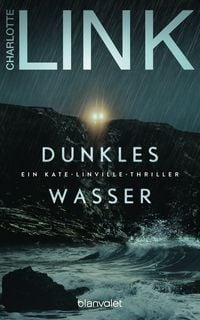 CHARLOTTE
LINK
DUNKLES
EIN KATE-LINVILLE-THRILLER
WASSER
blanvalet